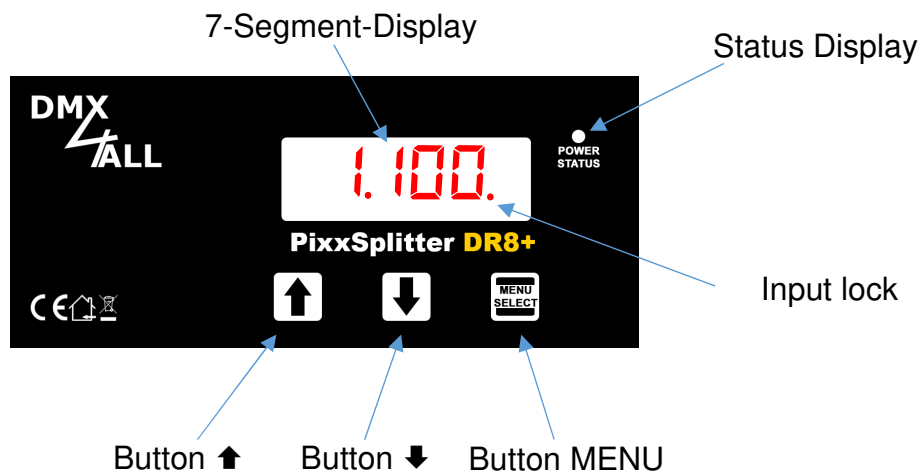 7-Segment-Display
Status Display
DMX
4ALL
POWER
STATUS
1.100.
PixxSplitter DR8+
MENU
SELECT
Input lock
CE
Button ⬆
Button ⬇
Button MENU